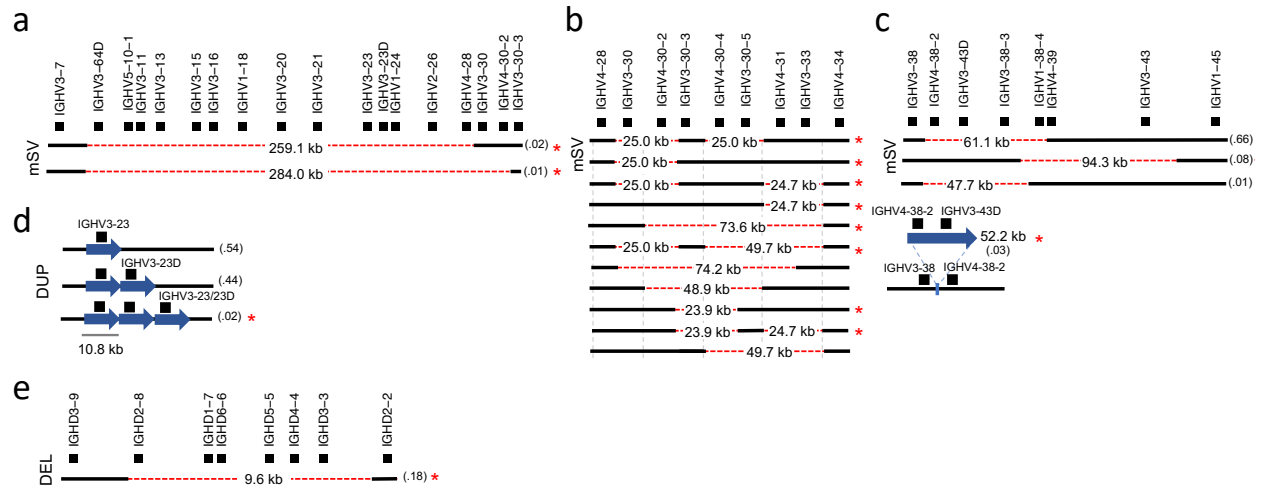 a
IGHV3–7
IGHV3–64D
IGHV5–10–1
IGHV3–11
IGHV3–13
IGHV3–15
IGHV3–16
IGHV1–18
IGHV3–20
IGHV3–21
IGHV3–23
IGHV3–23D
IGHV1–24
IGHV2–26
IGHV4–28
IGHV3–30
IGHV4–30–2
IGHV3–30–3
mSV
259.1 kb
(.02) *
284.0 kb
(.01) *
b
IGHV4–28
IGHV3–30
IGHV4–30–2
IGHV3–30–3
IGHV4–30–4
IGHV3–30–5
IGHV4–31
IGHV3–33
IGHV4–34
mSV
25.0 kb 25.0 kb *
25.0 kb *
25.0 kb 24.7 kb *
24.7 kb *
73.6 kb *
25.0 kb 49.7 kb *
74.2 kb
48.9 kb
23.9 kb *
23.9 kb 24.7 kb *
49.7 kb
c
IGHV3–38
IGHV4–38–2
IGHV3–43D
IGHV3–38–3
IGHV1–38–4
IGHV4–39
IGHV3–43
IGHV1–45
mSV
61.1 kb (.66)
94.3 kb (.08)
47.7 kb (.01)
IGHV4-38-2 IGHV3-43D
52.2 kb *
(.03)
IGHV3-38 IGHV4-38-2
d
DUP
IGHV3-23
(.54)
IGHV3-23D
(.44)
IGHV3-23/23D
(.02) *
10.8 kb
e
IGHD3–9
IGHD2–8
IGHD1–7
IGHD6–6
IGHD5–5
IGHD4–4
IGHD3–3
IGHD2–2
DEL
9.6 kb (.18) *